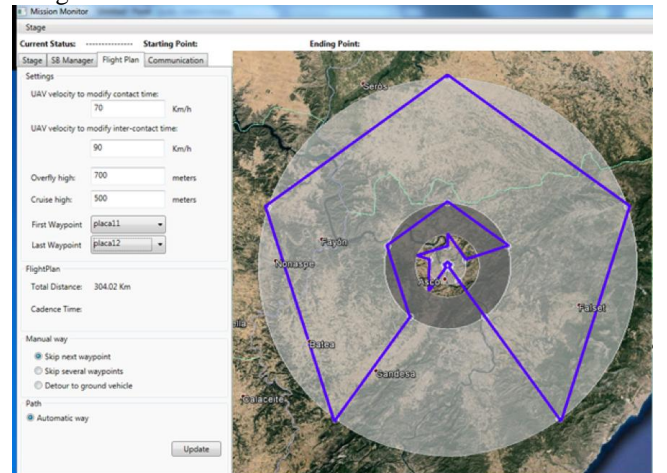 Mission Monitor
Stage
Current Status: --------------- Starting Point: Ending Point:
Stage SB Manager Flight Plan Communication
Settings
UAV velocity to modify contact time:
70 Km/h
UAV velocity to modify inter-contact time:
90 Km/h
Overfly high: 700 meters
Cruise high: 500 meters
First Waypoint placa11
Last Waypoint placa12
FlightPlan
Total Distance: 304.02 Km
Cadence Time:
Manual way
Skip next waypoint
Skip several waypoints
Detour to ground vehicle
Path
Automatic way
Update
Seros
Fayón
Nonaspe
Asco
Falset
Batea
Gandesa
Calaceite